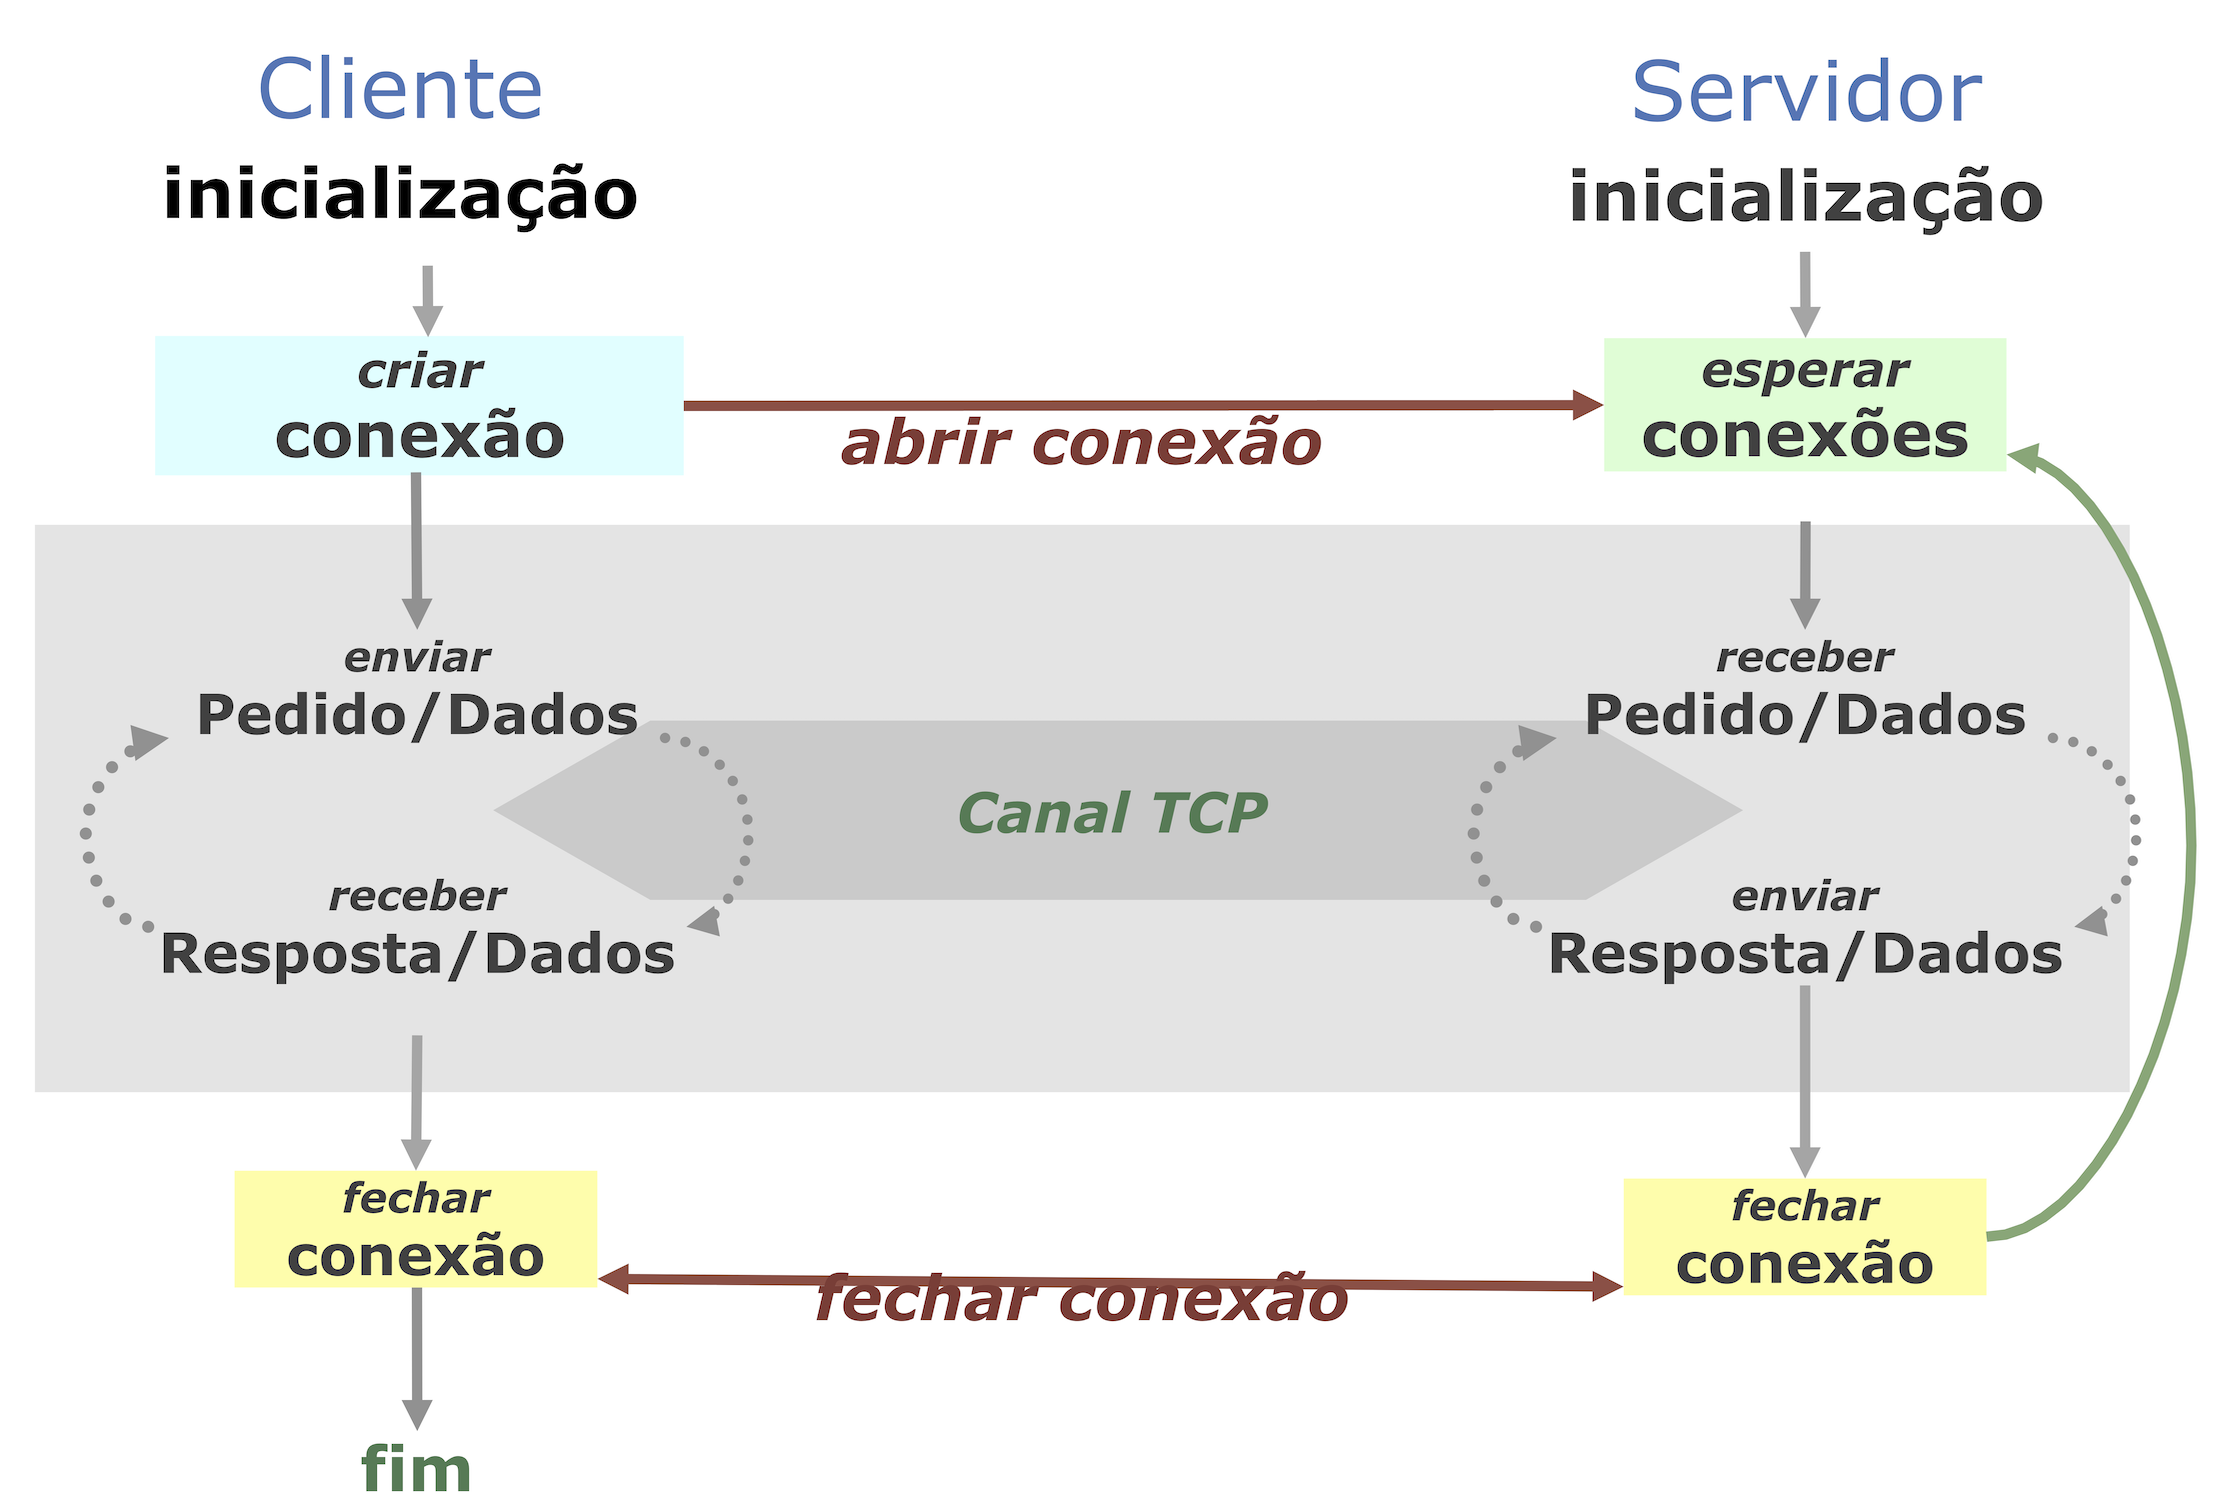 Cliente
Servidor
inicialização
inicialização
criar
conexão
abrir conexão
esperar
conexões
enviar
Pedido/Dados
receber
Pedido/Dados
Canal TCP
receber
Resposta/Dados
enviar
Resposta/Dados
fechar
conexão
fechar conexão
fechar
conexão
fim